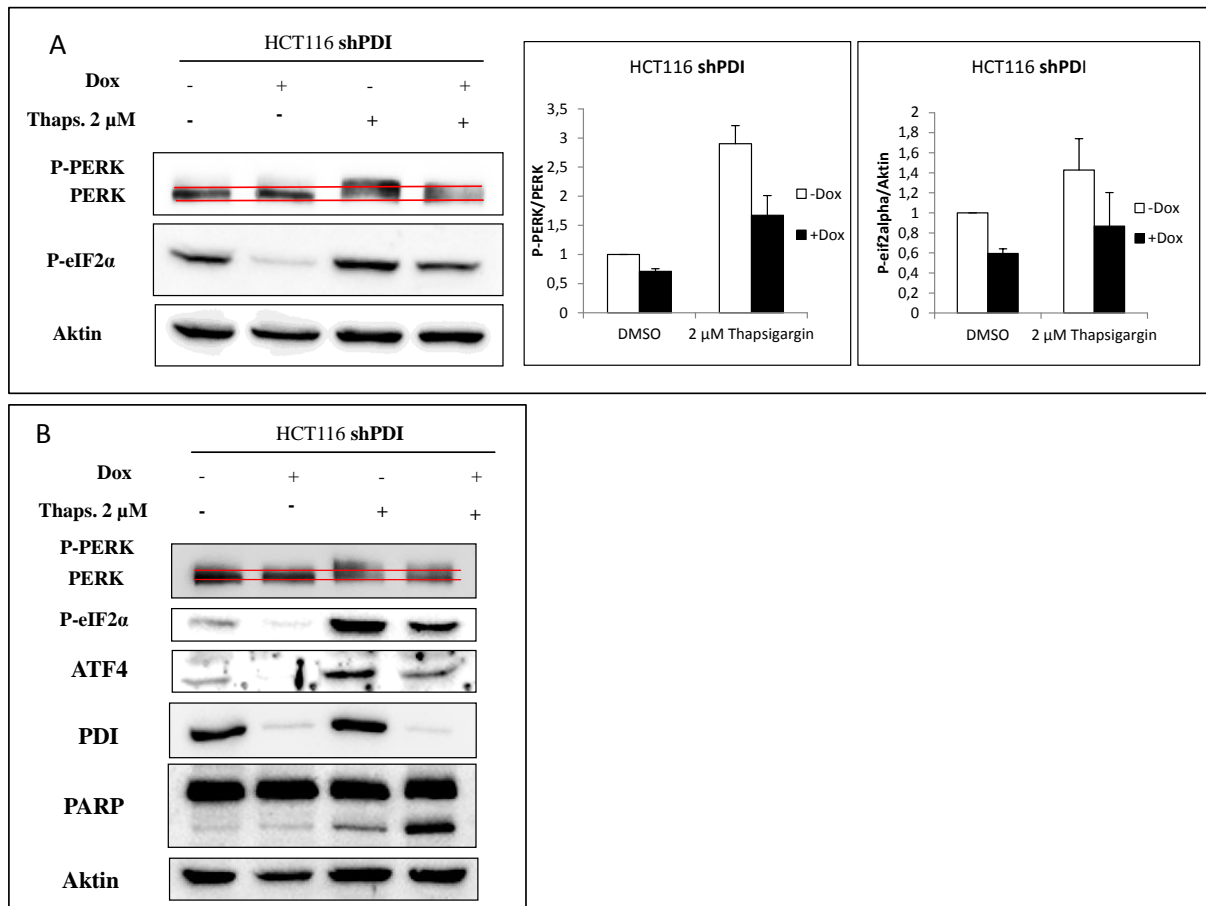 A
HCT116 shPDI
Dox - + - +
Thaps. 2 µM - - + +
P-PERK
PERK
P-eIF2α
Aktin
HCT116 shPDI
P-PERK/PERK
3,5
3
2,5
2
1,5
1
0,5
0
DMSO
2 µM Thapsigargin
-Dox
+Dox
HCT116 shPDI
P-eif2alpha/Aktin
2
1,8
1,6
1,4
1,2
1
0,8
0,6
0,4
0,2
0
DMSO
2 µM Thapsigargin
-Dox
+Dox
B
HCT116 shPDI
Dox - + - +
Thaps. 2 µM - - + +
P-PERK
PERK
P-eIF2α
ATF4
PDI
PARP
Aktin